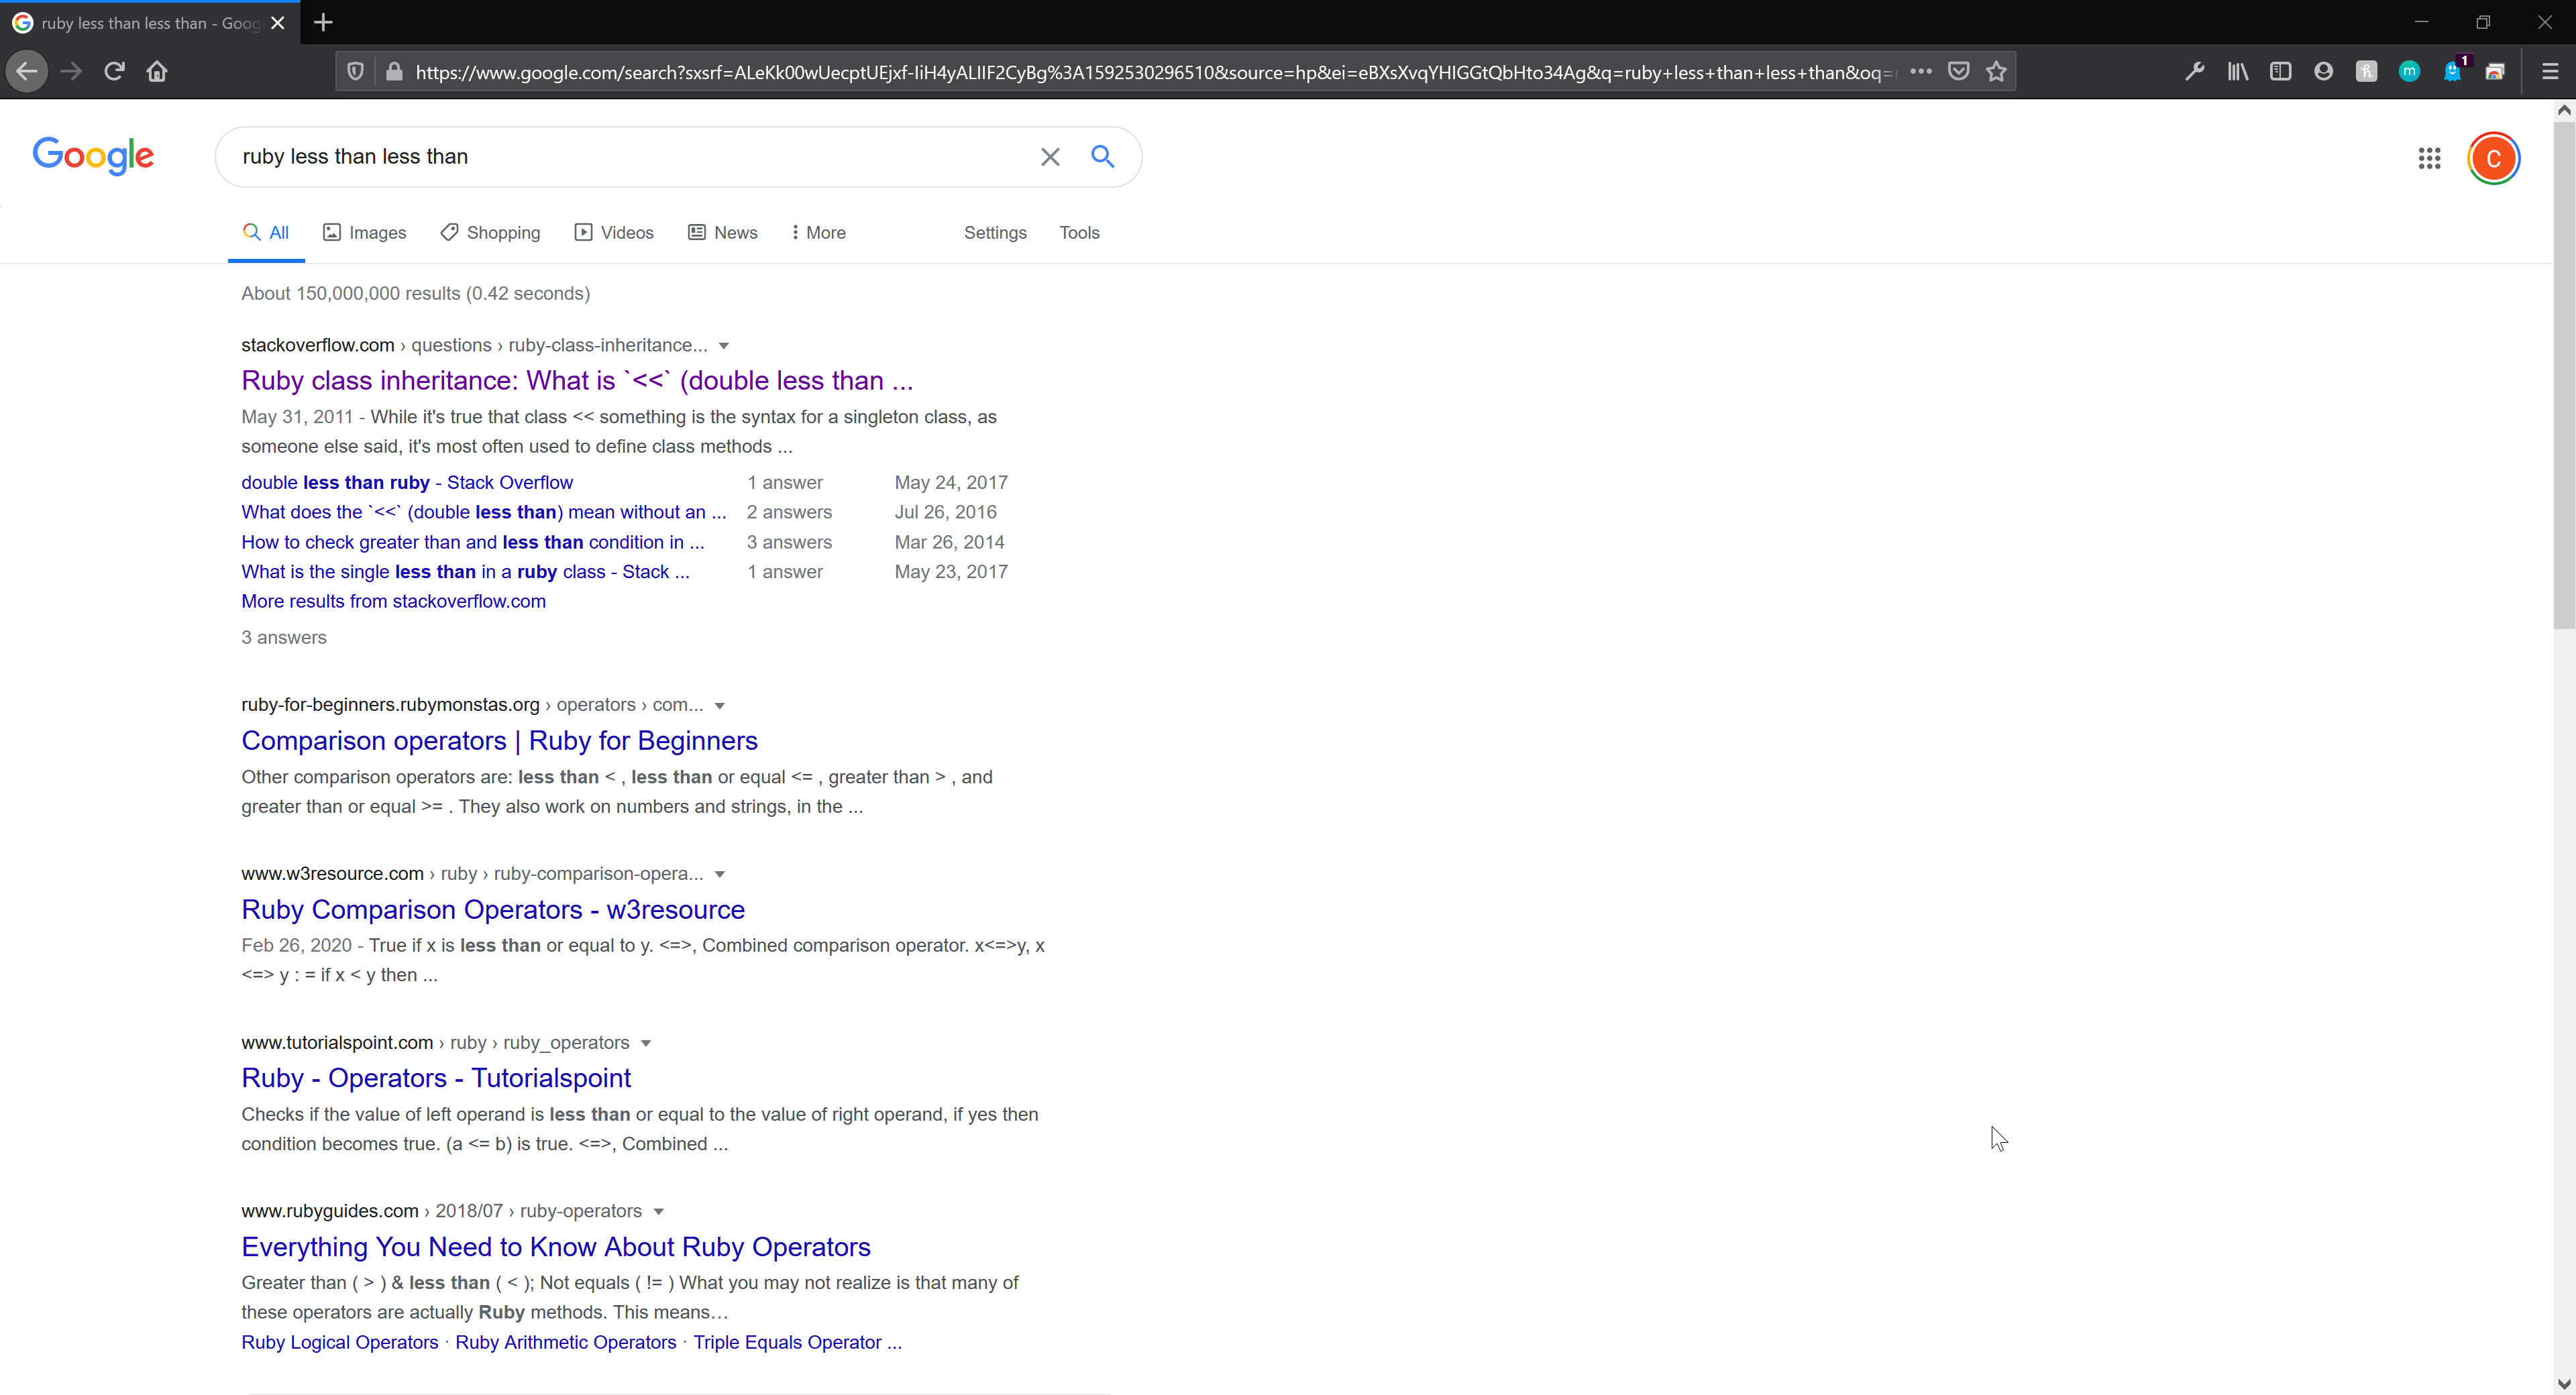 ruby less than less than - Goog
https://www.google.com/search?sxsrf=ALeKk00wUecptUEjxf-IiH4yALIIF2CyBg%3A1592530296510&source=hp&ei=eBXsXvqYHIGGtQbHto34Ag&q=ruby+less+than+less+than&oq=
1
Google
ruby less than less than
C
All Images Shopping Videos News More Settings Tools
About 150,000,000 results (0.42 seconds)
stackoverflow.com › questions › ruby-class-inheritance...
Ruby class inheritance: What is `<<` (double less than ...
May 31, 2011 - While it's true that class << something is the syntax for a singleton class, as
someone else said, it's most often used to define class methods ...
double less than ruby - Stack Overflow 1 answer May 24, 2017
What does the `<<` (double less than) mean without an ... 2 answers Jul 26, 2016
How to check greater than and less than condition in ... 3 answers Mar 26, 2014
What is the single less than in a ruby class - Stack ... 1 answer May 23, 2017
More results from stackoverflow.com
3 answers
ruby-for-beginners.rubymonstas.org › operators › com...
Comparison operators | Ruby for Beginners
Other comparison operators are: less than < , less than or equal <= , greater than > , and
greater than or equal >= . They also work on numbers and strings, in the ...
www.w3resource.com › ruby › ruby-comparison-opera...
Ruby Comparison Operators - w3resource
Feb 26, 2020 - True if x is less than or equal to y. <=>, Combined comparison operator. x<=>y, x
<=> y : = if x < y then ...
www.tutorialspoint.com › ruby › ruby_operators
Ruby - Operators - Tutorialspoint
Checks if the value of left operand is less than or equal to the value of right operand, if yes then
condition becomes true. (a <= b) is true. <=>, Combined ...
www.rubyguides.com › 2018/07 › ruby-operators
Everything You Need to Know About Ruby Operators
Greater than ( > ) & less than ( < ); Not equals ( != ) What you may not realize is that many of
these operators are actually Ruby methods. This means…
Ruby Logical Operators · Ruby Arithmetic Operators · Triple Equals Operator ...